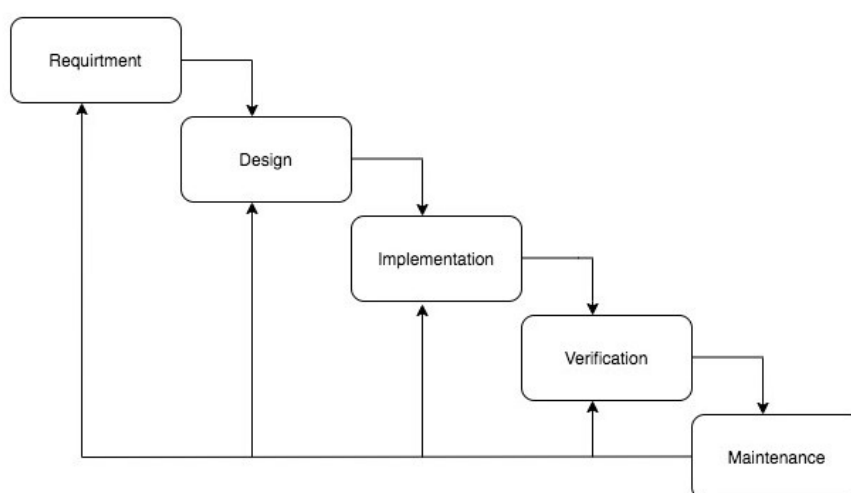 Requirtment
Design
Implementation
Verification
Maintenance